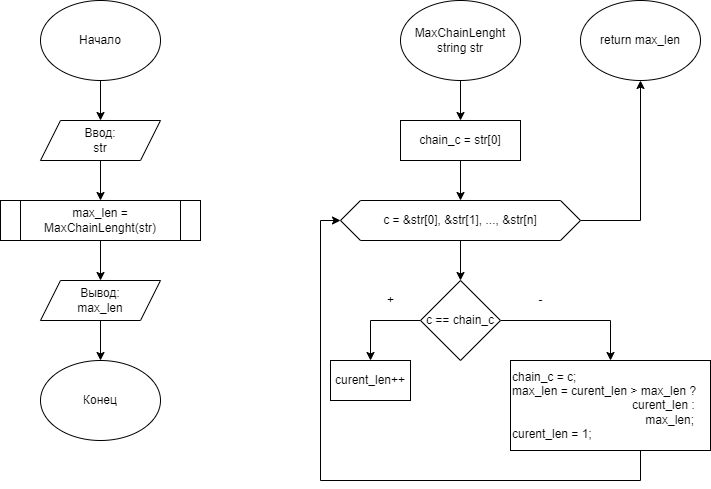 Начало
Ввод:
str
max_len =
MaxChainLenght(str)
Вывод:
max_len
Конец
MaxChainLenght
string str
chain_c = str[0]
c = &str[0], &str[1], ..., &str[n]
return max_len
+
-
c == chain_c
curent_len++
chain_c = c;
max_len = curent_len > max_len ?
curent_len :
max_len;
curent_len = 1;